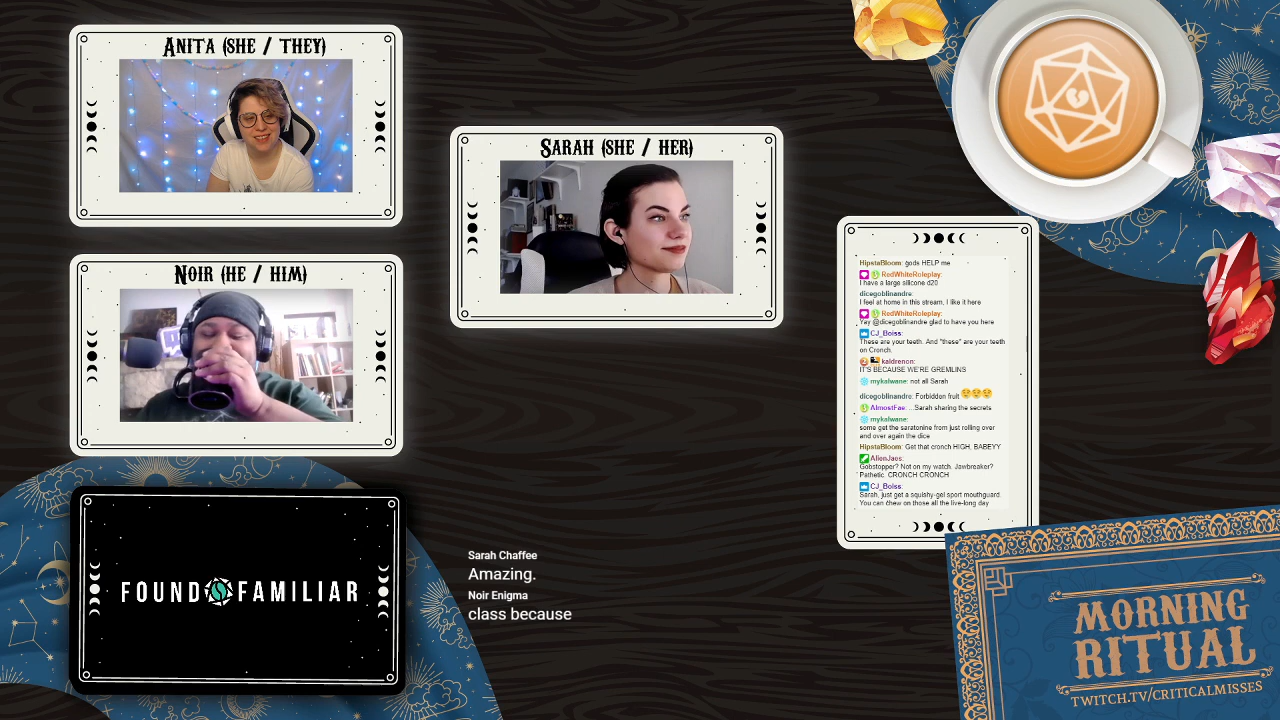 Anita (she / they)
Sarah (she / her)
Noir (he / him)
HipstaBloom: gods HELP me
RedWhiteRoleplay:
I have a large silicone d20
dicegoblinandre:
I feel at home in this stream. I like it here
RedWhiteRoleplay:
Yay @dicegoblinandre glad to have you here
CJ_Boiss:
These are your teeth. And "these" are your teeth
on Cronch.
kaldrenon:
IT'S BECAUSE WE'RE GREMLINS
mykalwane: not all Sarah
dicegoblinandre: Forbidden fruit
AlmostFae: ...Sarah sharing the secrets
mykalwane:
some get the saratonine from just rolling over
and over again the dice
HipstaBloom: Get that cronch HIGH, BABEYY
AlienJaes:
Gobstopper? Not on my watch. Jawbreaker?
Pathetic. CRONCH CRONCH
CJ_Boiss:
Sarah, just get a squishy-gel sport mouthguard.
You can chew on those all the live-long day
FOUND FAMILIAR
Sarah Chaffee
Amazing.
Noir Enigma
class because
MORNING
RITUAL
TWITCH.TV/CRITICALMISSES